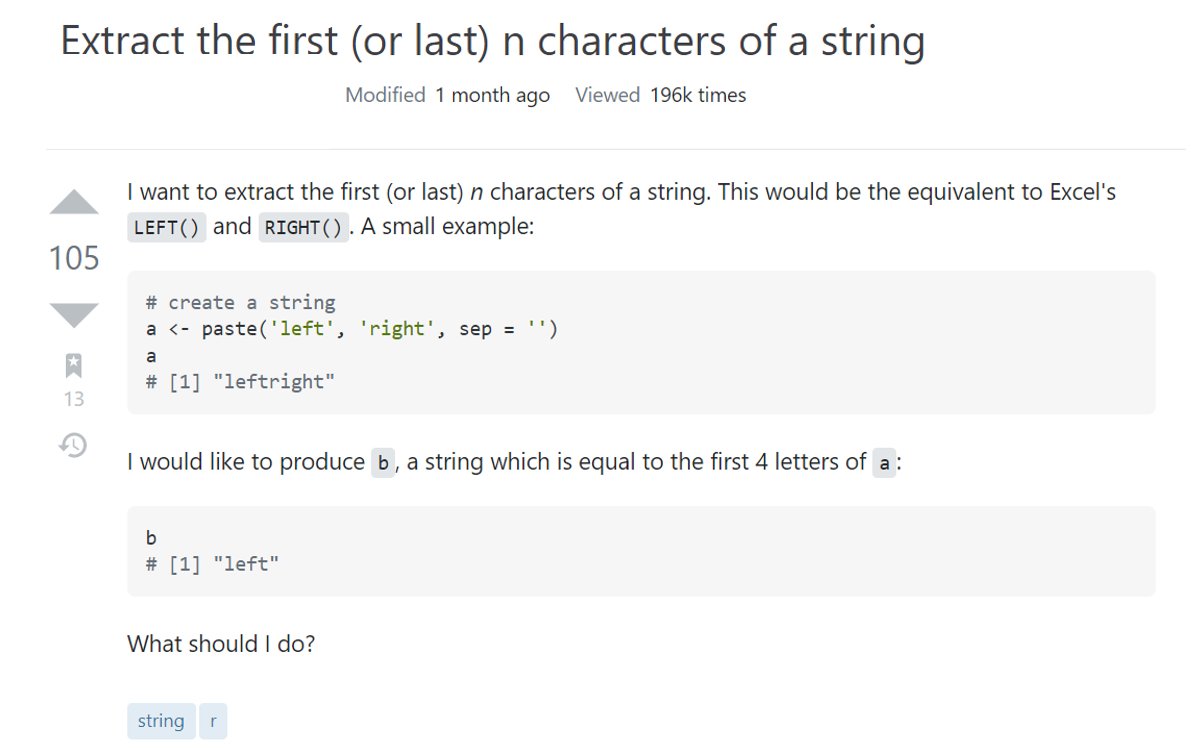 Extract the first (or last) n characters of a string
Modified 1 month ago Viewed 196k times
I want to extract the first (or last) n characters of a string. This would be the equivalent to Excel's
LEFT() and RIGHT(). A small example:
105
# create a string
a <- paste('left', 'right', sep = '')
a
# [1] "leftright"
13
I would like to produce b, a string which is equal to the first 4 letters of a:
b
# [1] "left"
What should I do?
string r